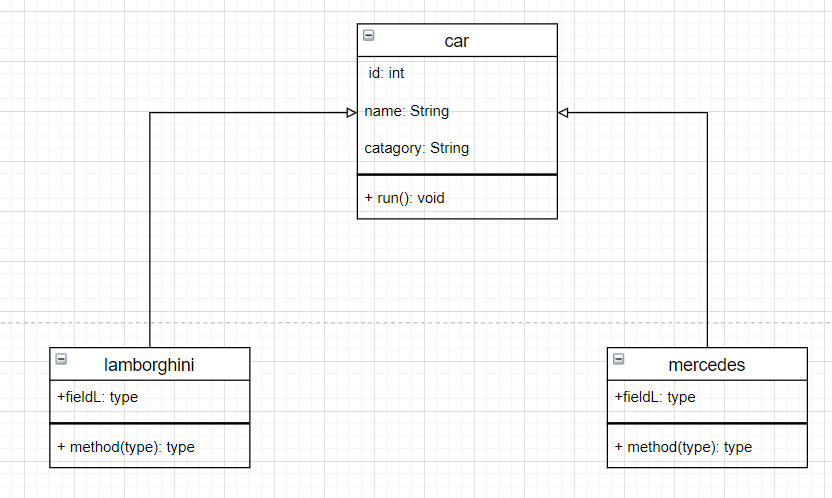 car
id: int
name: String
catagory: String
+ run(): void
lamborghini
+fieldL: type
+ method(type): type
mercedes
+fieldL: type
+ method(type): type